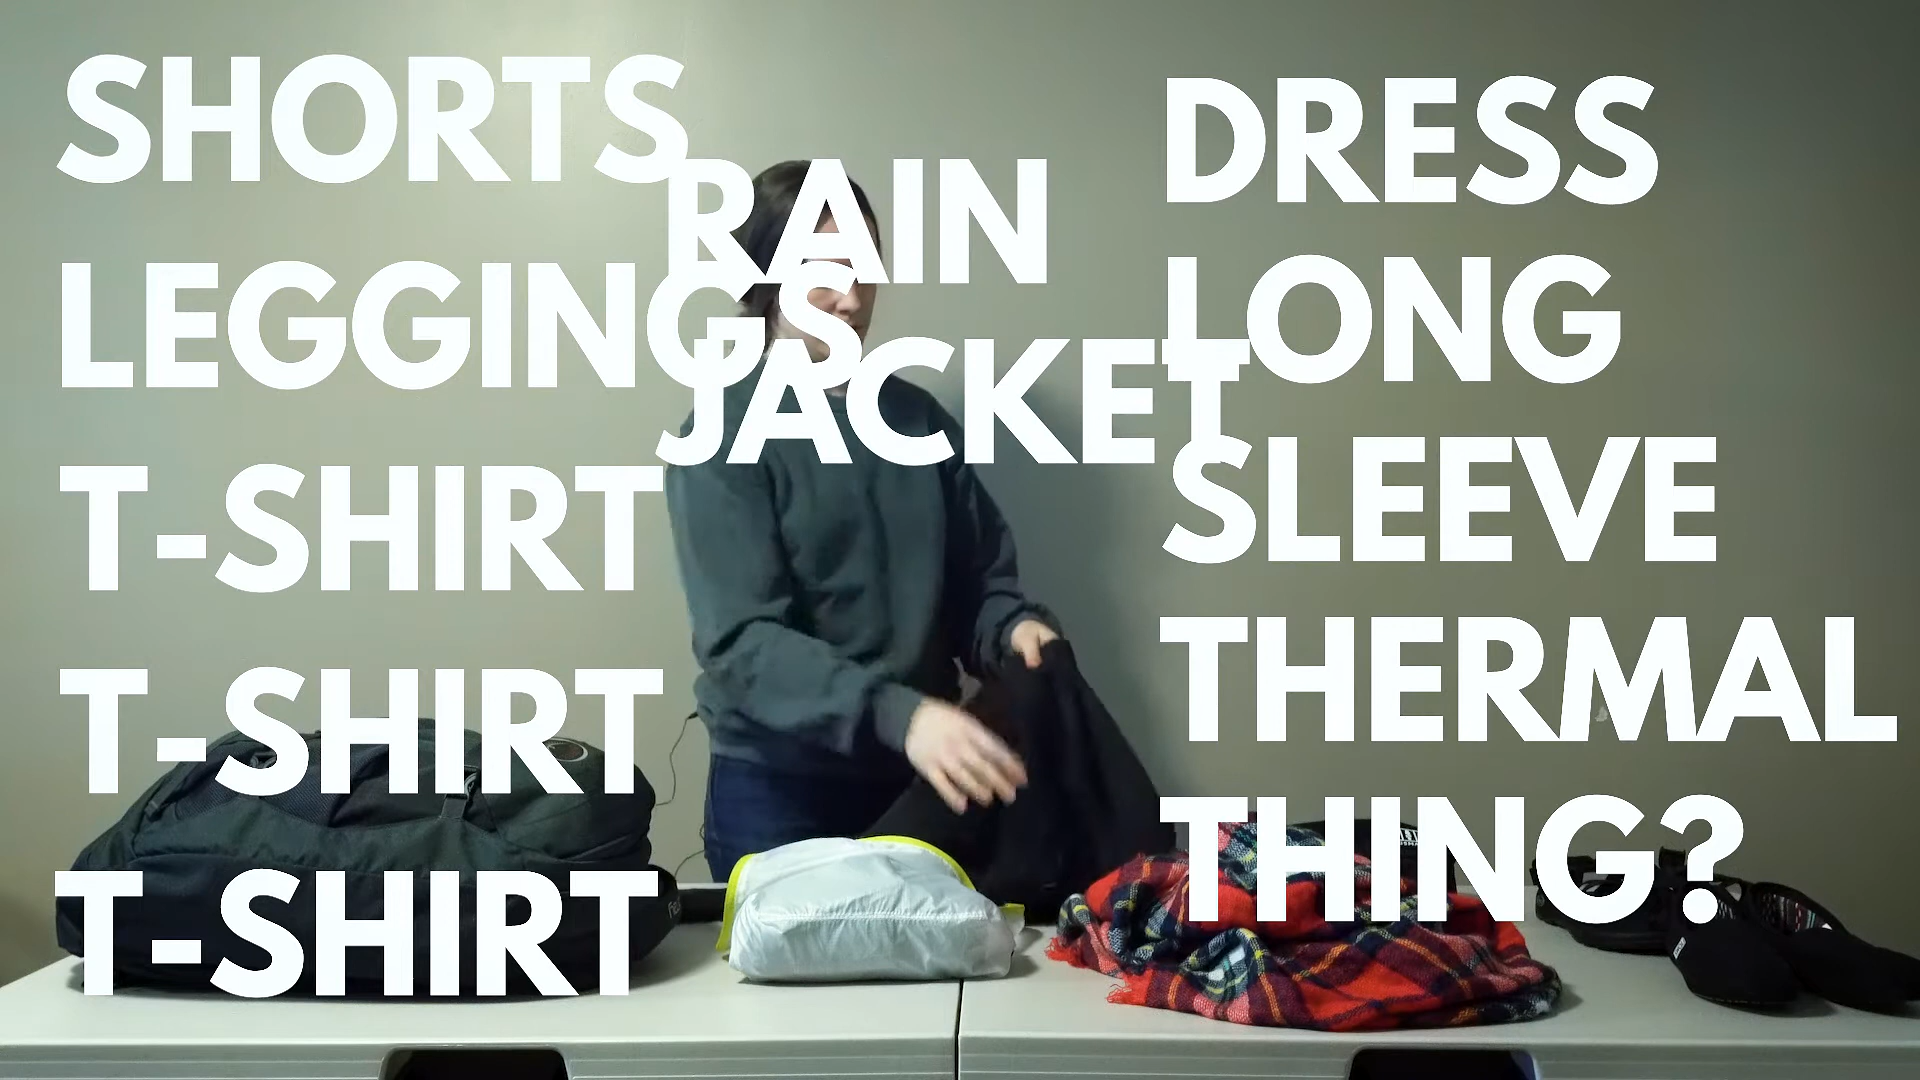 SHORTS
LEGGINGS
T-SHIRT
T-SHIRT
T-SHIRT
RAIN
JACKET
DRESS
LONG
SLEEVE
THERMAL
THING?